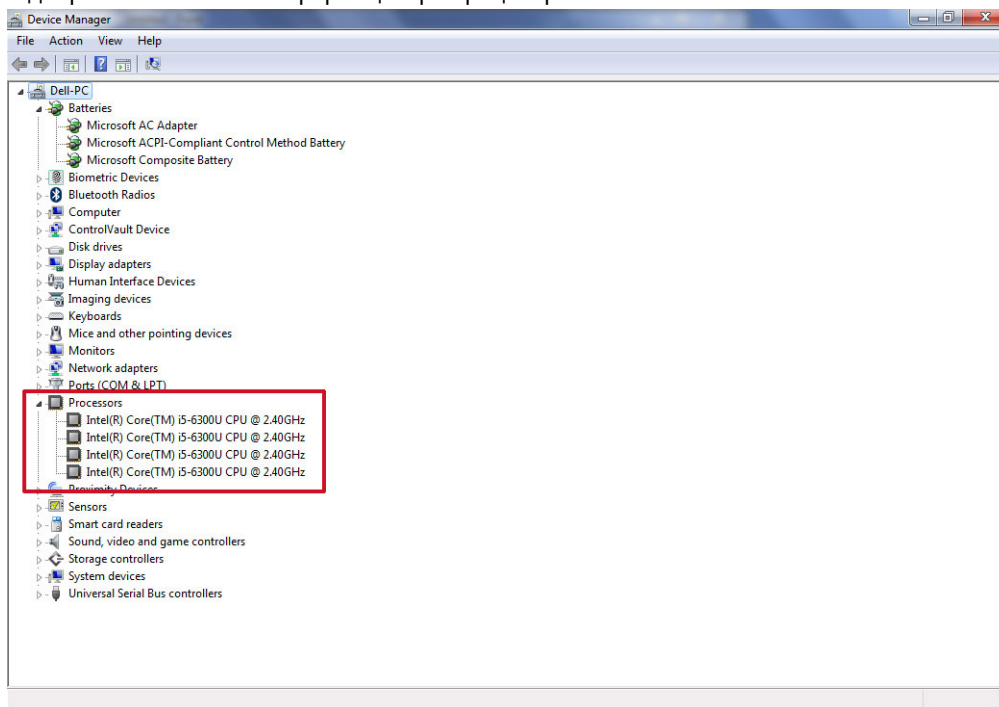 Device Manager
File Action View Help
Dell-PC
Batteries
Microsoft AC Adapter
Microsoft ACPI-Compliant Control Method Battery
Microsoft Composite Battery
Biometric Devices
Bluetooth Radios
Computer
ControlVault Device
Disk drives
Display adapters
Human Interface Devices
Imaging devices
Keyboards
Mice and other pointing devices
Monitors
Network adapters
Ports (COM & LPT)
Processors
Intel(R) Core(TM) i5-6300U CPU @ 2.40GHz
Intel(R) Core(TM) i5-6300U CPU @ 2.40GHz
Intel(R) Core(TM) i5-6300U CPU @ 2.40GHz
Intel(R) Core(TM) i5-6300U CPU @ 2.40GHz
Proximity Devices
Sensors
Smart card readers
Sound, video and game controllers
Storage controllers
System devices
Universal Serial Bus controllers